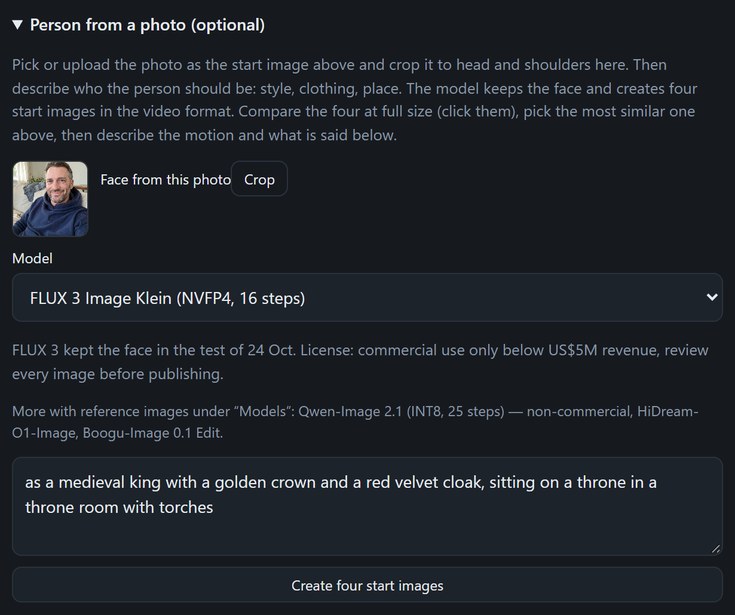 ▼ Person from a photo (optional)
Pick or upload the photo as the start image above and crop it to head and shoulders here. Then
describe who the person should be: style, clothing, place. The model keeps the face and creates four
start images in the video format. Compare the four at full size (click them), pick the most similar one
above, then describe the motion and what is said below.
Face from this photo Crop
Model
FLUX 3 Image Klein (NVFP4, 16 steps)
FLUX 3 kept the face in the test of 24 Oct. License: commercial use only below US$5M revenue, review
every image before publishing.
More with reference images under “Models”: Qwen-Image 2.1 (INT8, 25 steps) — non-commercial, HiDream-
O1-Image, Boogu-Image 0.1 Edit.
as a medieval king with a golden crown and a red velvet cloak, sitting on a throne in a
throne room with torches
Create four start images